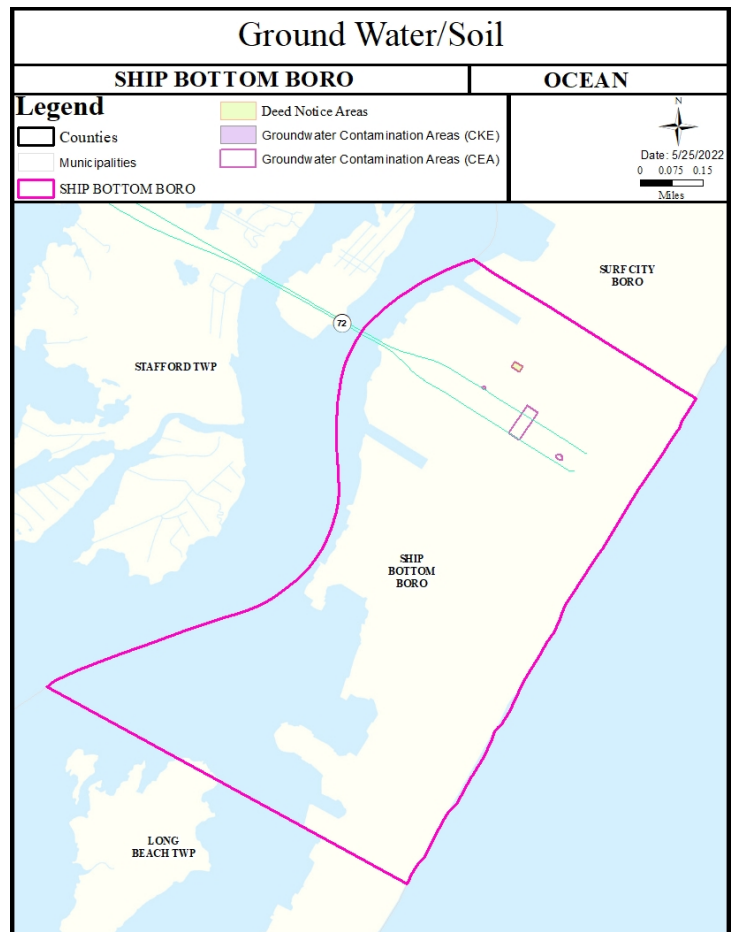 Ground Water/Soil
SHIP BOTTOM BORO
OCEAN
Legend
Counties
Municipalities
SHIP BOTTOM BORO
Deed Notice Areas
Groundwater Contamination Areas (CKE)
Groundwater Contamination Areas (CEA)
N
Date: 5/25/2022
0 0.075 0.15
Miles
SURF CITY
BORO
72
STAFFORD TWP
SHIP
BOTTOM
BORO
LONG
BEACH TWP